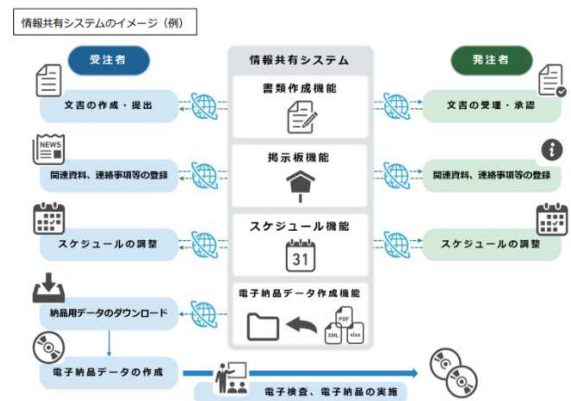 情報共有システムのイメージ（例）
受注者
情報共有システム
発注者
書類作成機能
文書の作成・提出
文書の受理・承認
NEWS
掲示板機能
関連資料、連絡事項等の登録
関連資料、連絡事項等の登録
スケジュール機能
31
スケジュールの調整
スケジュールの調整
電子納品データ作成機能
納品用データのダウンロード
PDF
XML
xlsx
電子納品データの作成
電子検査、電子納品の実施